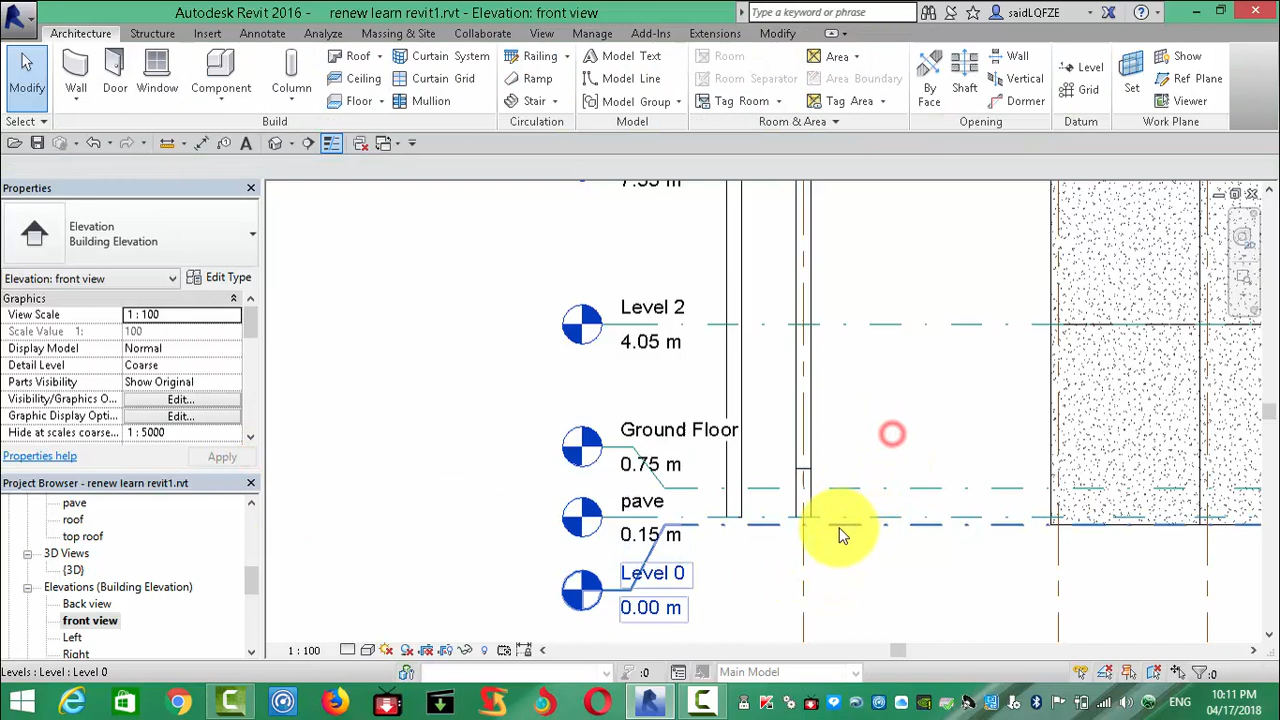 Autodesk Revit 2016 -     renew learn revit1.rvt - Elevation: front view
Type a keyword or phrase
saidLQFZE
Architecture Structure Insert Annotate Analyze Massing & Site Collaborate View Manage Add-Ins Extensions Modify
Modify
Wall
Door
Window
Component
Column
Roof
Ceiling
Floor
Curtain System
Curtain Grid
Mullion
Railing
Ramp
Stair
Model Text
Model Line
Model Group
Room
Room Separator
Tag Room
Area
Area Boundary
Tag Area
By
Face
Shaft
Wall
Vertical
Dormer
Level
Grid
Set
Show
Ref Plane
Viewer
Select Build Circulation Model Room & Area Opening Datum Work Plane
Properties
Elevation
Building Elevation
Elevation: front view
Edit Type
Graphics
View Scale 1 : 100
Scale Value 1: 100
Display Model Normal
Detail Level Coarse
Parts Visibility Show Original
Visibility/Graphics O... Edit...
Graphic Display Opti... Edit...
Hide at scales coarse... 1 : 5000
Properties help
Apply
Project Browser - renew learn revit1.rvt
pave
roof
top roof
3D Views
{3D}
Elevations (Building Elevation)
Back view
front view
Left
Right
Level 2
4.05 m
Ground Floor
0.75 m
pave
0.15 m
Level 0
0.00 m
1 : 100
Levels : Level : Level 0
:0
Main Model
:0
ENG
10:11 PM
04/17/2018